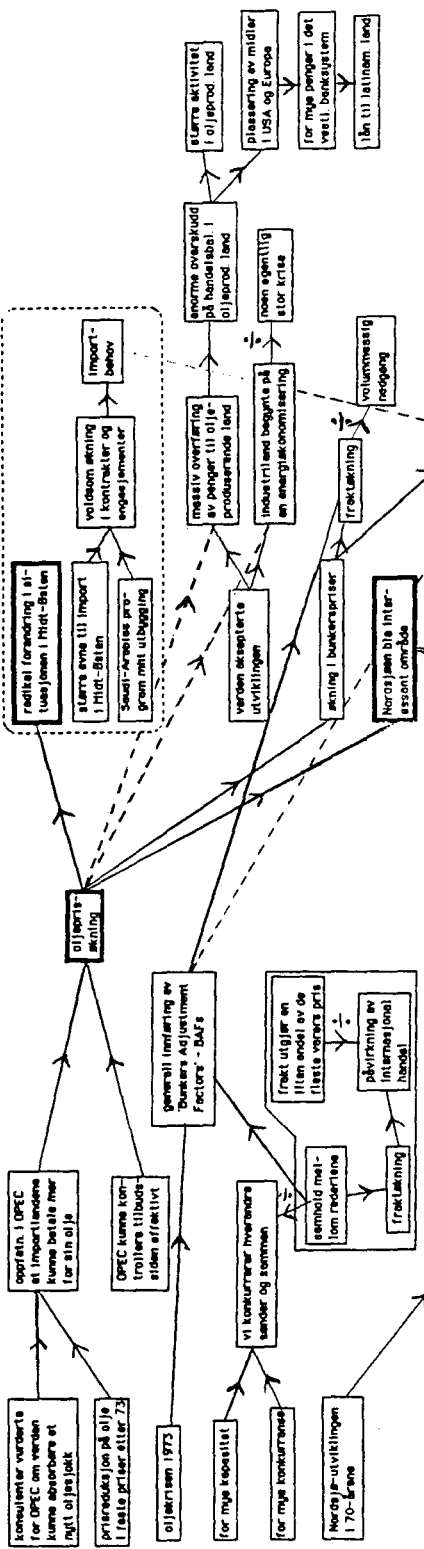 konsulenter vurderte
for OPEC om verden
kunne absorbere et
nytt oljesjokk
prisreduksjon på olje
i faste priser etter 73
oljekrisen 1973
for mye kapasitet
for mye konkurranse
Nordsjø-utviklingen
i 70-årene
oppfatn. i OPEC
at importlandene
kunne betale mer
for sin olje
OPEC kunne kon-
trollere tilbuds-
siden effektivt
vi konkurrerer hverandre
sønder og sammen
÷
samhold mel-
lom rederiene
fraktøkning
frakt utgjør en
liten andel av de
fleste varers pris
÷
påvirkning av
internasjonal
handel
generell innføring av
"Bunkers Adjustment
Factors" - BAFs
oljepris-
økning
radikal forandring i si-
tuasjonen i Midt-Østen
større evne til import
i Midt-Østen
Saudi-Arabias pro-
gram mht utbygging
voldsom økning
i kontrakter og
engasjementer
import-
behov
verden aksepterte
utviklingen
massiv overføring
av penger til olje-
produserende land
industriland begynte på
en energiøkonomisering
÷
noen egentlig
stor krise
enorme overskudd
på handelsbal. i
oljeprod. land
større aktivitet
i oljeprod. land
plassering av midler
i USA og Europa
for mye penger i det
vestl. banksystem
lån til latinam. land
økning i bunkerspriser
fraktøkning
÷
volummessig
nedgang
Nordsjøen ble inter-
essant område